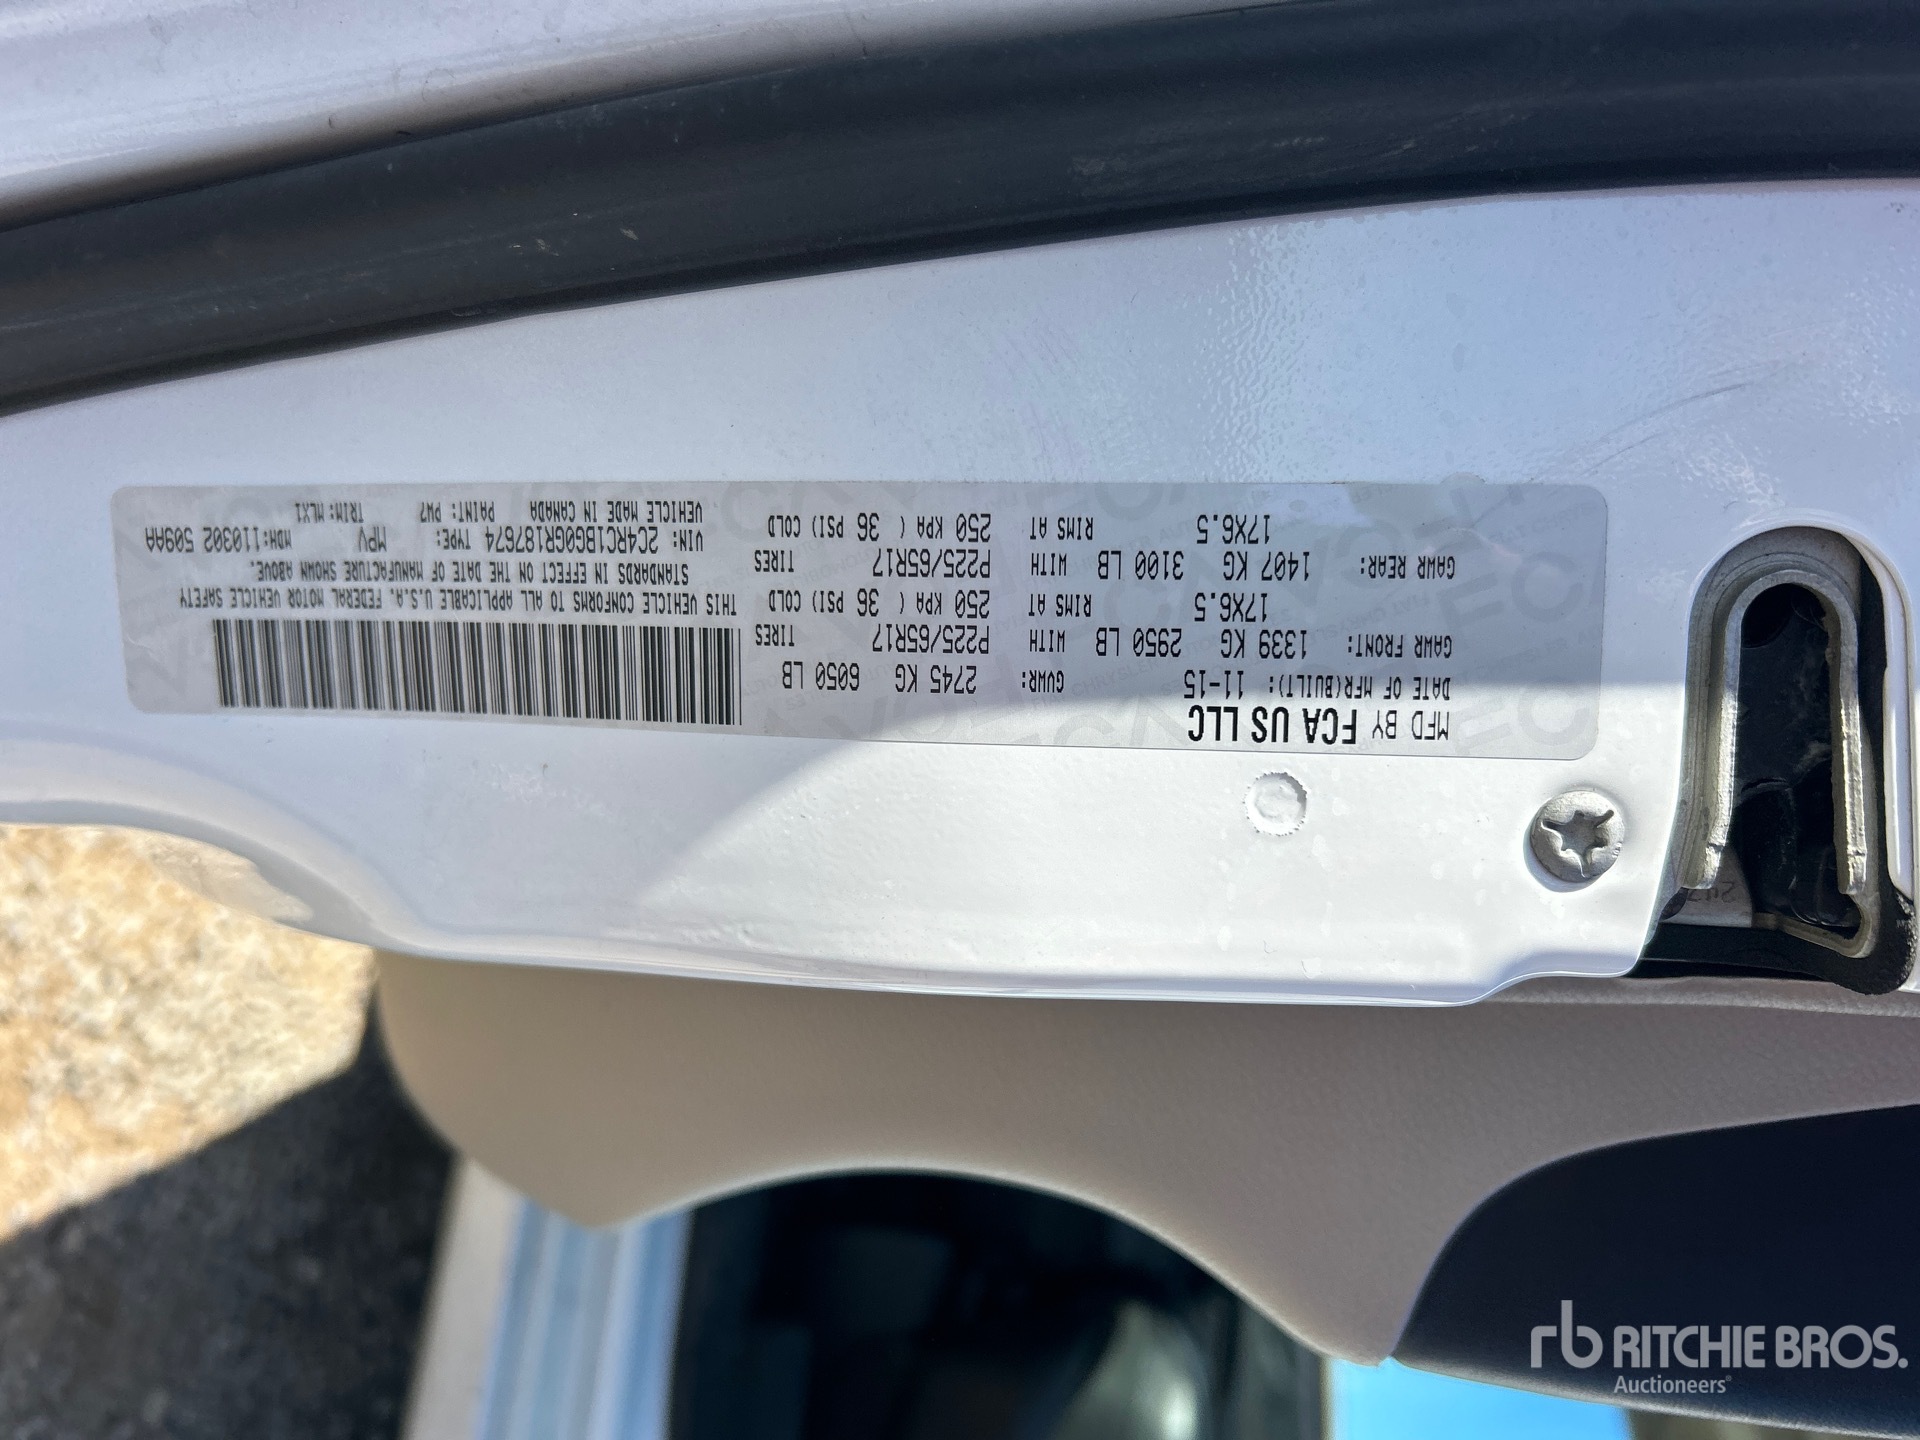 MFD BY FCA US LLC
DATE OF MFR(BUILT): 11-15 GVWR: 2745 KG 6050 LB
GAWR FRONT: 1339 KG 2950 LB WITH P225/65R17 TIRES
17X6.5 RIMS AT 250 KPA ( 36 PSI) COLD
GAWR REAR: 1407 KG 3100 LB WITH P225/65R17 TIRES
17X6.5 RIMS AT 250 KPA ( 36 PSI) COLD
THIS VEHICLE CONFORMS TO ALL APPLICABLE U.S.A. FEDERAL MOTOR VEHICLE SAFETY
STANDARDS IN EFFECT ON THE DATE OF MANUFACTURE SHOWN ABOVE.
VIN: 2C4RC1BG0GR187674 TYPE: MPV MDH:110302 509AA
VEHICLE MADE IN CANADA PAINT: PW7 TRIM:MLX1
rb RITCHIE BROS.
Auctioneers